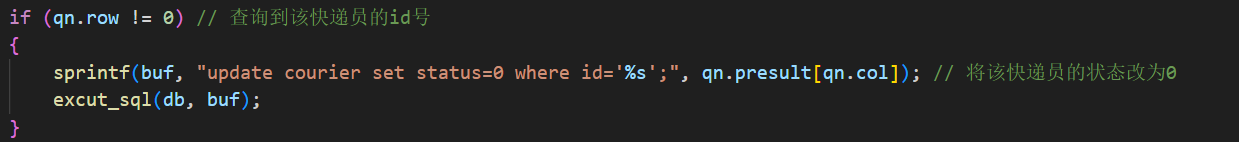 if (qn.row != 0) // 查询到该快递员的id号
{
    sprintf(buf, "update courier set status=0 where id='%s';", qn.presult[qn.col]); // 将该快递员的状态改为0
    excut_sql(db, buf);
}